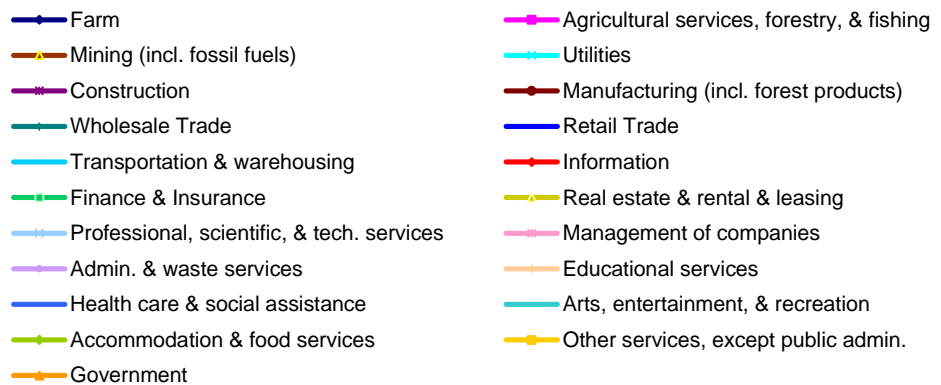 Farm
Agricultural services, forestry, & fishing
Mining (incl. fossil fuels)
Utilities
Construction
Manufacturing (incl. forest products)
Wholesale Trade
Retail Trade
Transportation & warehousing
Information
Finance & Insurance
Real estate & rental & leasing
Professional, scientific, & tech. services
Management of companies
Admin. & waste services
Educational services
Health care & social assistance
Arts, entertainment, & recreation
Accommodation & food services
Other services, except public admin.
Government